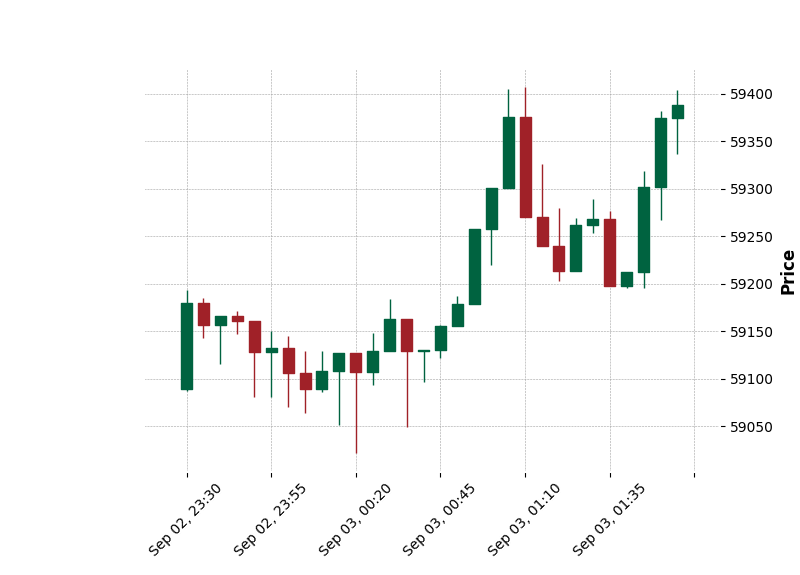 59400
59350
59300
59250
59200
59150
59100
59050
Price
Sep 02, 23:30
Sep 02, 23:55
Sep 03, 00:20
Sep 03, 00:45
Sep 03, 01:10
Sep 03, 01:35